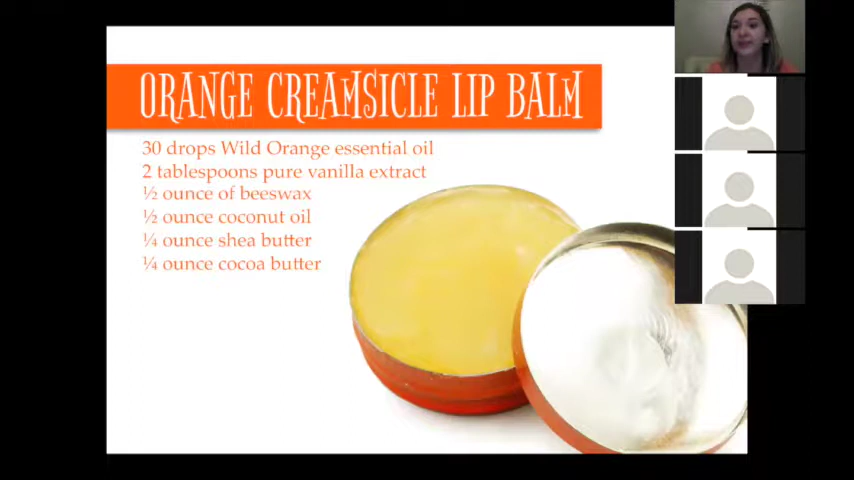 ORANGE CREAMSICLE LIP BALM
30 drops Wild Orange essential oil
2 tablespoons pure vanilla extract
½ ounce of beeswax
½ ounce coconut oil
¼ ounce shea butter
¼ ounce cocoa butter